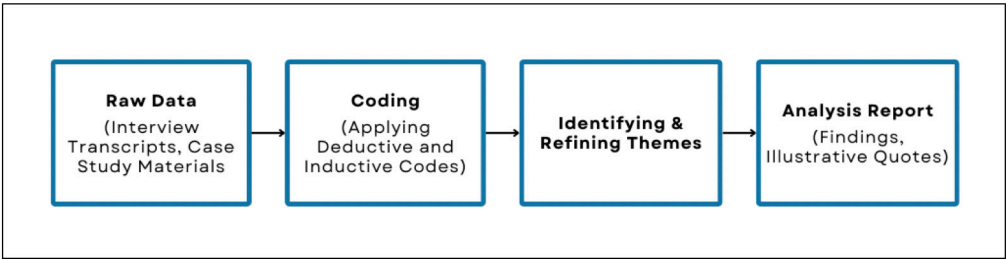 Raw Data
(Interview
Transcripts, Case
Study Materials
Coding
(Applying
Deductive and
Inductive Codes)
Identifying &
Refining Themes
Analysis Report
(Findings,
Illustrative Quotes)